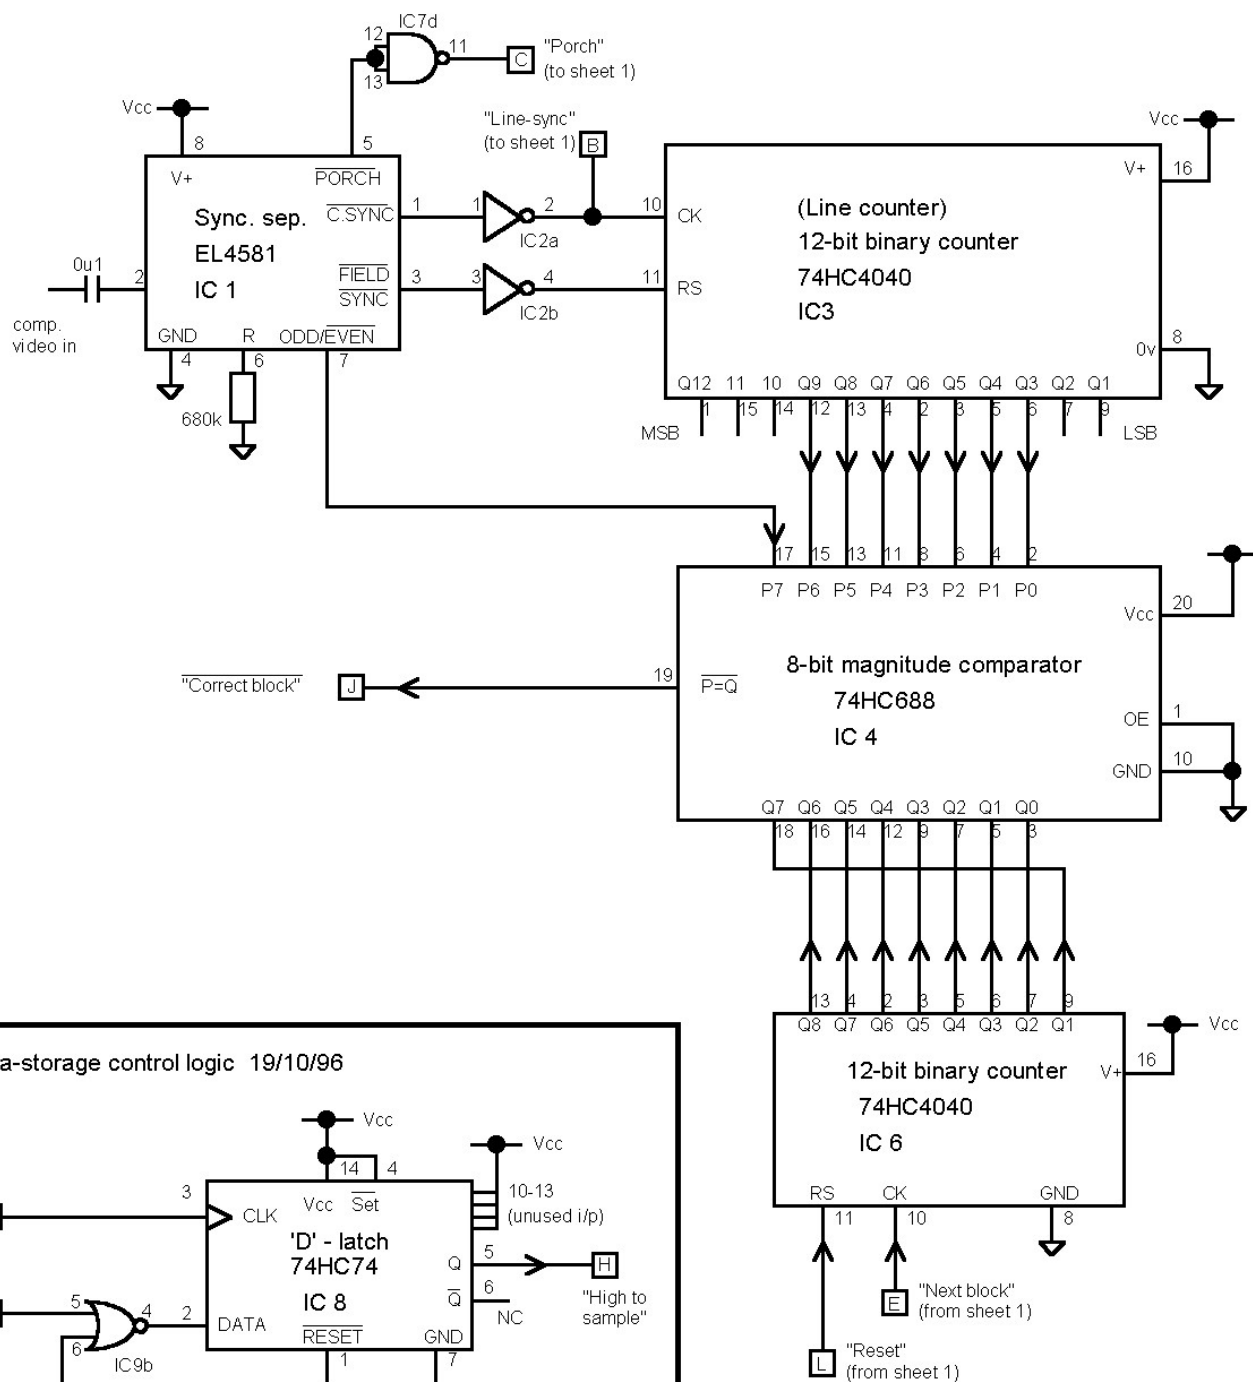 IC7d
12
11
13
C
"Porch"
(to sheet 1)
Vcc
8
5
V+
PORCH
Sync. sep.
EL4581
IC 1
C.SYNC
FIELD
SYNC
GND
R
ODD/EVEN
0u1
2
comp.
video in
4
6
7
680k
1
1
2
IC2a
3
3
4
IC2b
"Line-sync"
(to sheet 1)
B
10
CK
11
RS
(Line counter)
12-bit binary counter
74HC4040
IC3
Vcc
V+
16
0v
8
Q12 11 10 Q9 Q8 Q7 Q6 Q5 Q4 Q3 Q2 Q1
1 15 14 12 13 4 2 3 5 6 7 9
MSB
LSB
17 15 13 11 8 6 4 2
P7 P6 P5 P4 P3 P2 P1 P0
Vcc
20
8-bit magnitude comparator
74HC688
IC 4
"Correct block"
J
19
P=Q
OE
1
GND
10
Q7 Q6 Q5 Q4 Q3 Q2 Q1 Q0
18 16 14 12 9 7 5 3
13 4 2 3 5 6 7 9
Q8 Q7 Q6 Q5 Q4 Q3 Q2 Q1
12-bit binary counter
74HC4040
IC 6
V+
16
Vcc
RS
CK
GND
11
10
8
E
"Next block"
(from sheet 1)
L
"Reset"
(from sheet 1)
a-storage control logic 19/10/96
Vcc
14
4
Vcc
3
CLK
Vcc
Set
10-13
(unused i/p)
'D' - latch
74HC74
IC 8
Q
5
H
"High to
sample"
Q
6
NC
5
6
4
IC9b
2
DATA
RESET
GND
1
7